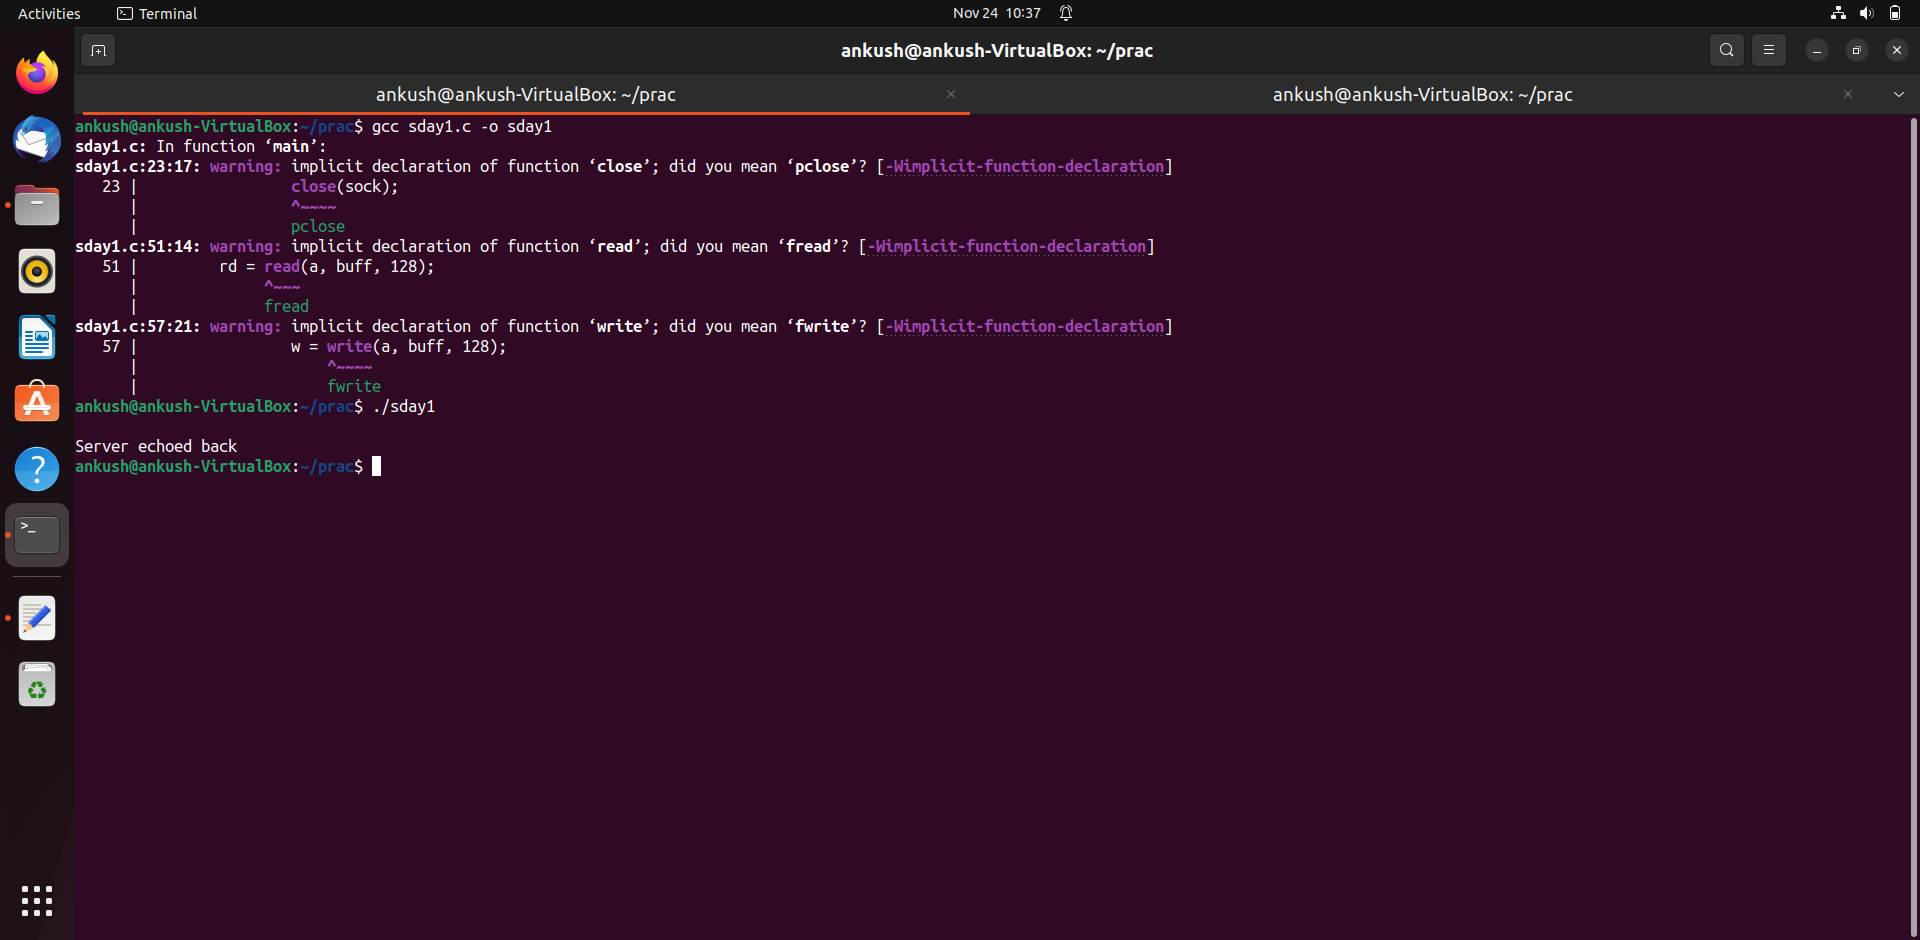 Activities
Terminal
Nov 24 10:37
ankush@ankush-VirtualBox: ~/prac
ankush@ankush-VirtualBox: ~/prac
ankush@ankush-VirtualBox: ~/prac
ankush@ankush-VirtualBox:~/prac$ gcc sday1.c -o sday1
sday1.c: In function ‘main’:
sday1.c:23:17: warning: implicit declaration of function ‘close’; did you mean ‘pclose’? [-Wimplicit-function-declaration]
   23 |                 close(sock);
      |                 ^~~~~
      |                 pclose
sday1.c:51:14: warning: implicit declaration of function ‘read’; did you mean ‘fread’? [-Wimplicit-function-declaration]
   51 |         rd = read(a, buff, 128);
      |              ^~~~
      |              fread
sday1.c:57:21: warning: implicit declaration of function ‘write’; did you mean ‘fwrite’? [-Wimplicit-function-declaration]
   57 |                 w = write(a, buff, 128);
      |                     ^~~~~
      |                     fwrite
ankush@ankush-VirtualBox:~/prac$ ./sday1
Server echoed back
ankush@ankush-VirtualBox:~/prac$